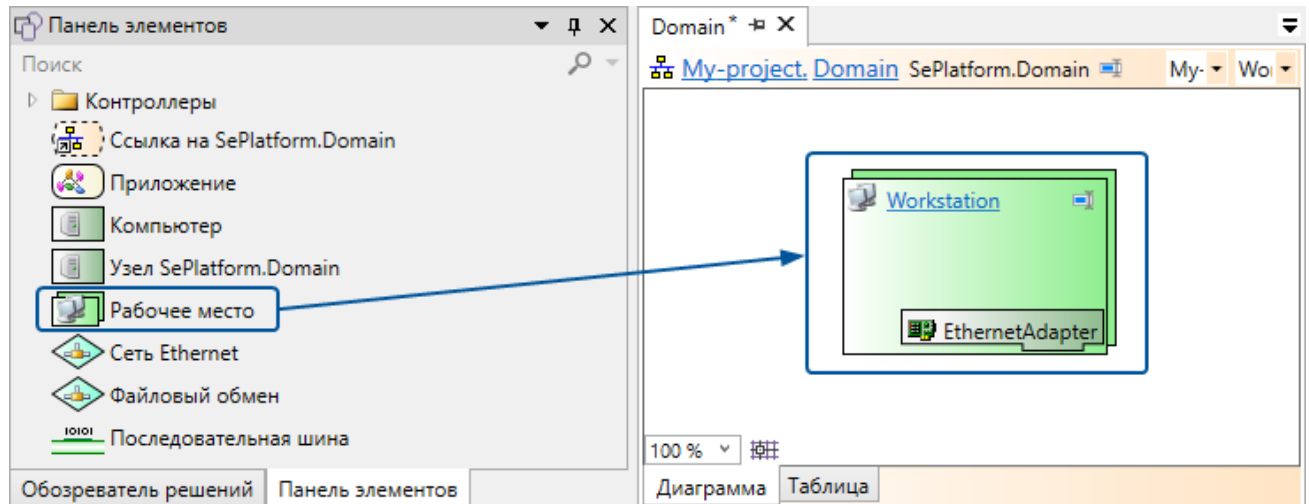 Панель элементов
Поиск
Контроллеры
Ссылка на SePlatform.Domain
Приложение
Компьютер
Узел SePlatform.Domain
Рабочее место
Сеть Ethernet
Файловый обмен
10101
Последовательная шина
Обозреватель решений
Панель элементов
Domain*
My-project. Domain SePlatform.Domain My- Wo
Workstation
EthernetAdapter
100 %
Диаграмма
Таблица